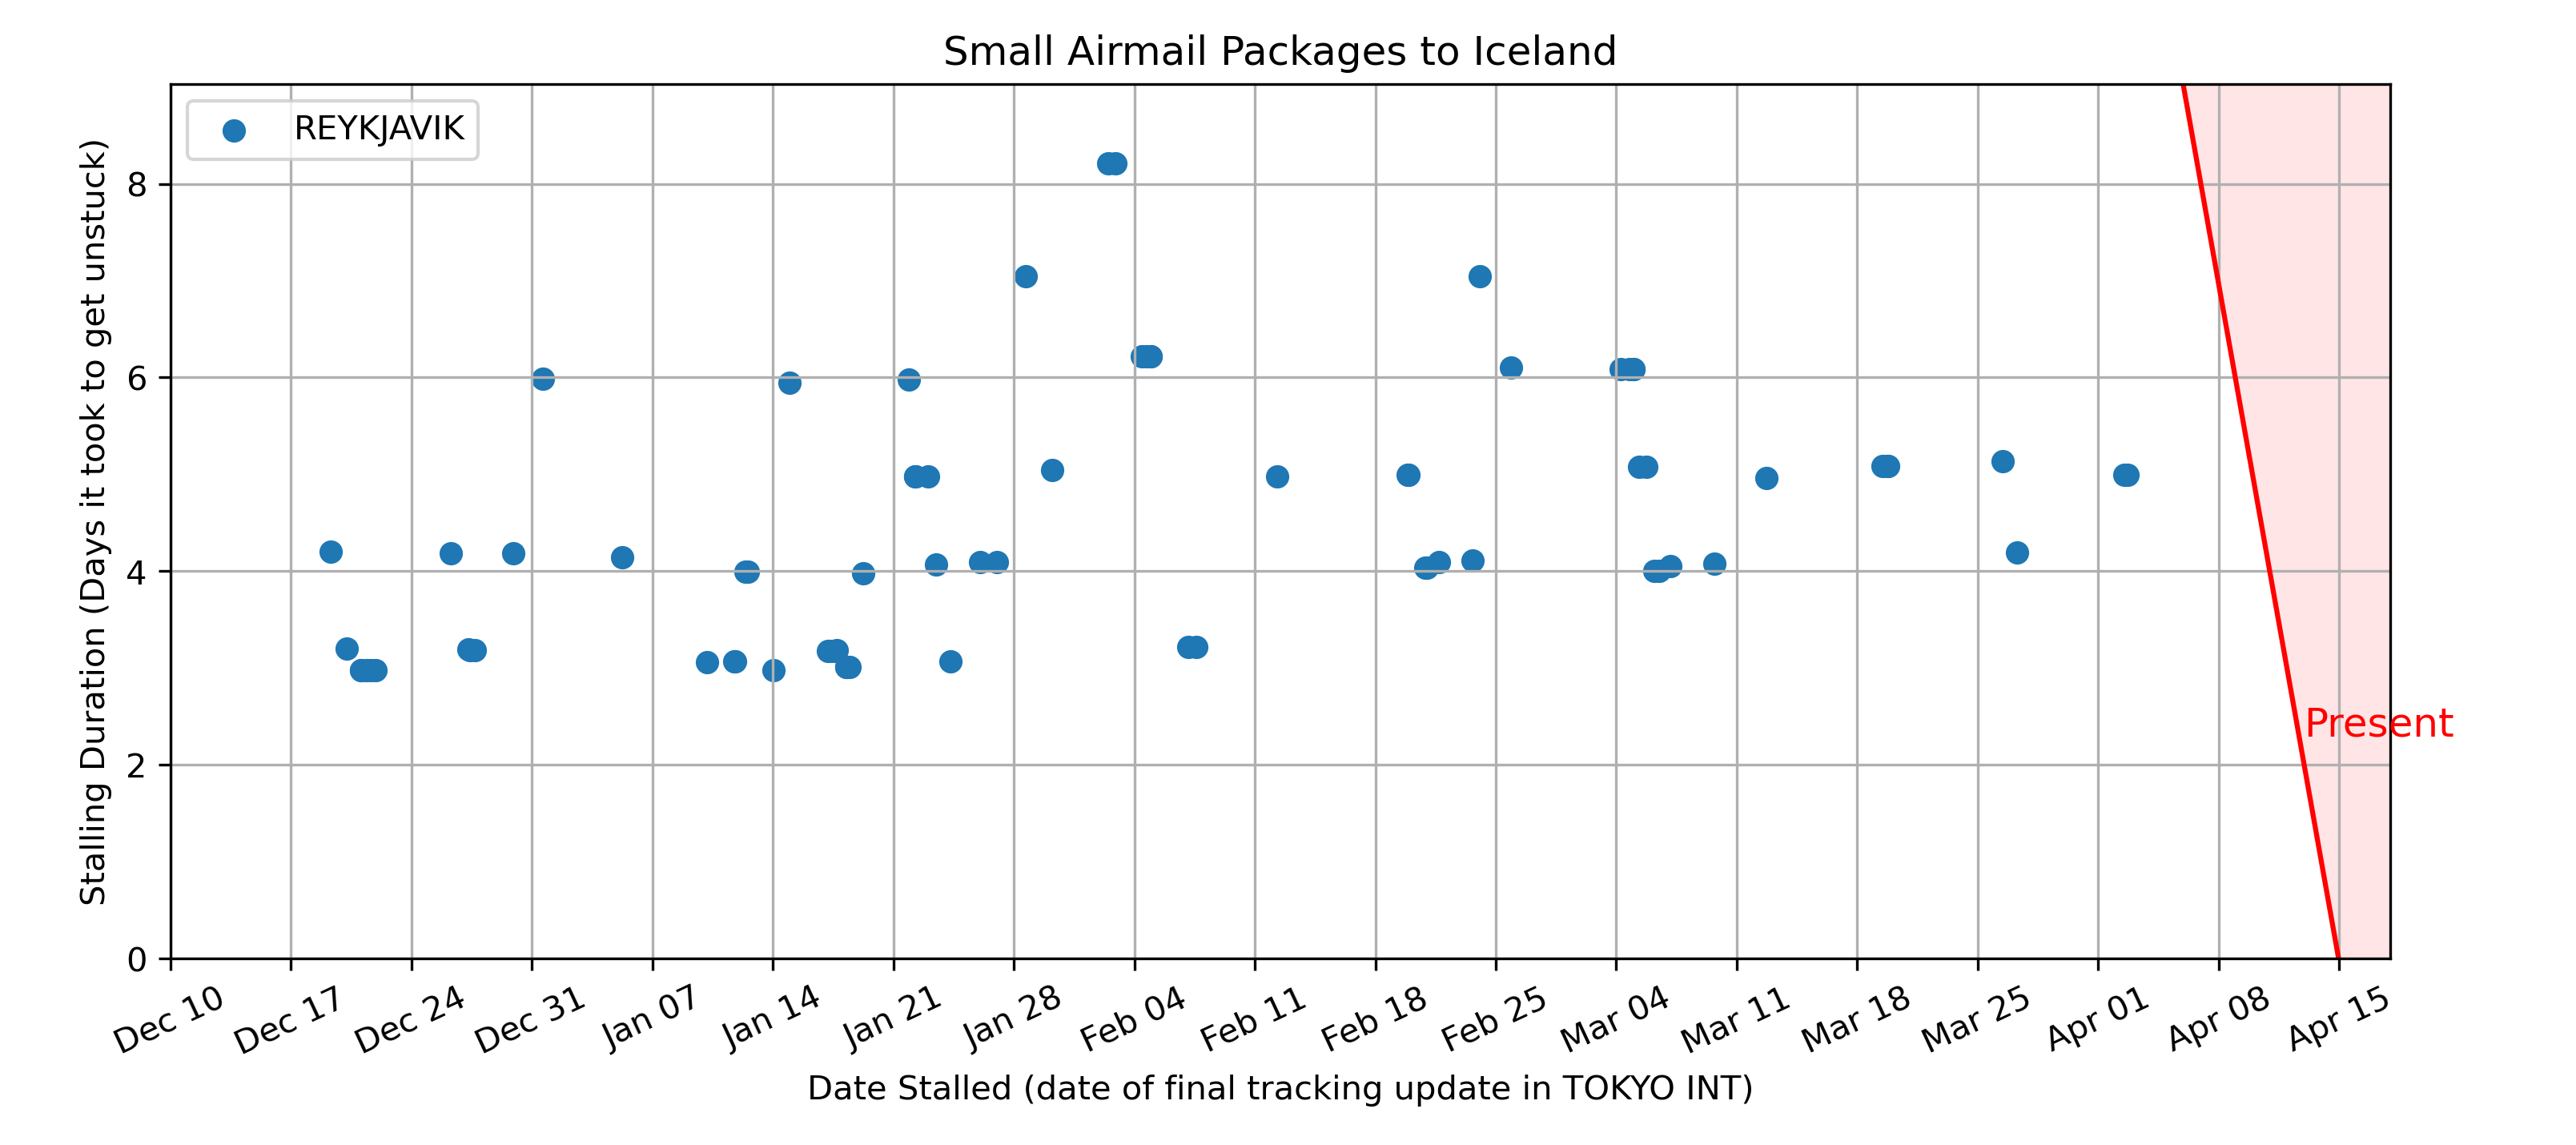 Small Airmail Packages to Iceland
REYKJAVIK
Stalling Duration (Days it took to get unstuck)
8
6
4
2
0
Present
Dec 10
Dec 17
Dec 24
Dec 31
Jan 07
Jan 14
Jan 21
Jan 28
Feb 04
Feb 11
Feb 18
Feb 25
Mar 04
Mar 11
Mar 18
Mar 25
Apr 01
Apr 08
Apr 15
Date Stalled (date of final tracking update in TOKYO INT)